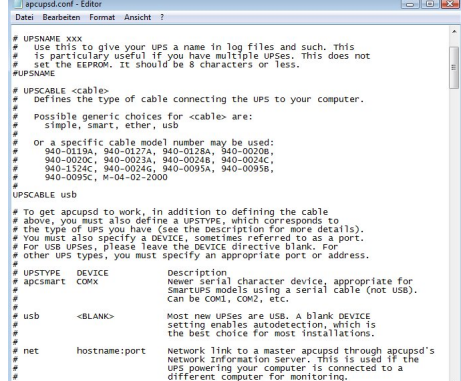 apcupsd.conf - Editor
Datei Bearbeiten Format Ansicht ?
# UPSNAME xxx
#   Use this to give your UPS a name in log files and such. This
#   is particulary useful if you have multiple UPSes. This does not
#   set the EEPROM. It should be 8 characters or less.
#UPSNAME
# UPSCABLE <cable>
#   Defines the type of cable connecting the UPS to your computer.
#
#   Possible generic choices for <cable> are:
#     simple, smart, ether, usb
#
#   Or a specific cable model number may be used:
#     940-0119A, 940-0127A, 940-0128A, 940-0020B,
#     940-0020C, 940-0023A, 940-0024B, 940-0024C,
#     940-1524C, 940-0024G, 940-0095A, 940-0095B,
#     940-0095C, M-04-02-2000
#
UPSCABLE usb
# To get apcupsd to work, in addition to defining the cable
# above, you must also define a UPSTYPE, which corresponds to
# the type of UPS you have (see the Description for more details).
# You must also specify a DEVICE, sometimes referred to as a port.
# For USB UPSes, please leave the DEVICE directive blank. For
# other UPS types, you must specify an appropriate port or address.
#
# UPSTYPE   DEVICE           Description
# apcsmart  COMx             Newer serial character device, appropriate for
#                            SmartUPS models using a serial cable (not USB).
#                            Can be COM1, COM2, etc.
#
# usb       <BLANK>          Most new UPSes are USB. A blank DEVICE
#                            setting enables autodetection, which is
#                            the best choice for most installations.
#
# net       hostname:port    Network link to a master apcupsd through apcupsd's
#                            Network Information Server. This is used if the
#                            UPS powering your computer is connected to a
#                            different computer for monitoring.